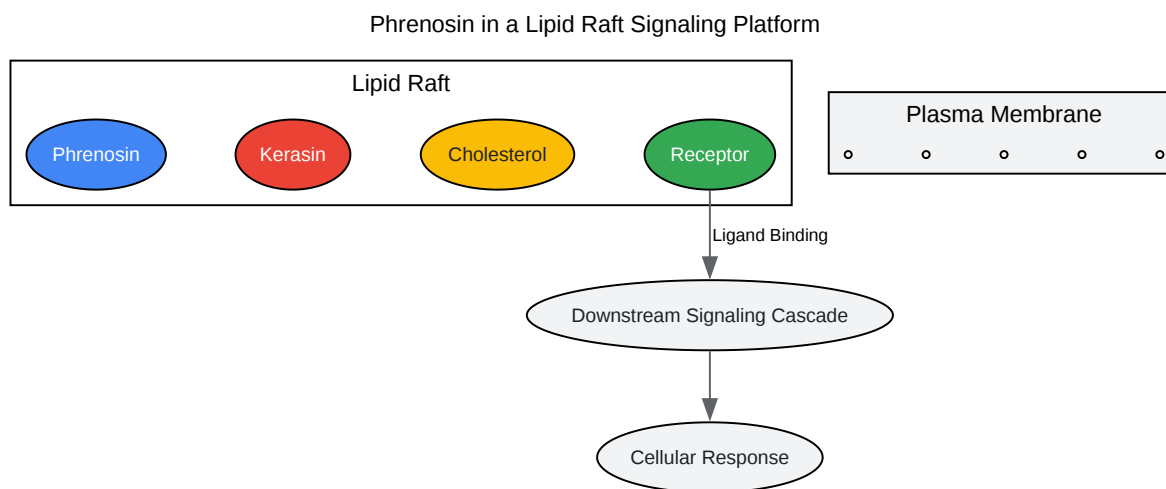 Phrenosin in a Lipid Raft Signaling Platform
Lipid Raft
Plasma Membrane
Phrenosin
Kerasin
Cholesterol
Receptor
Ligand Binding
Downstream Signaling Cascade
Cellular Response